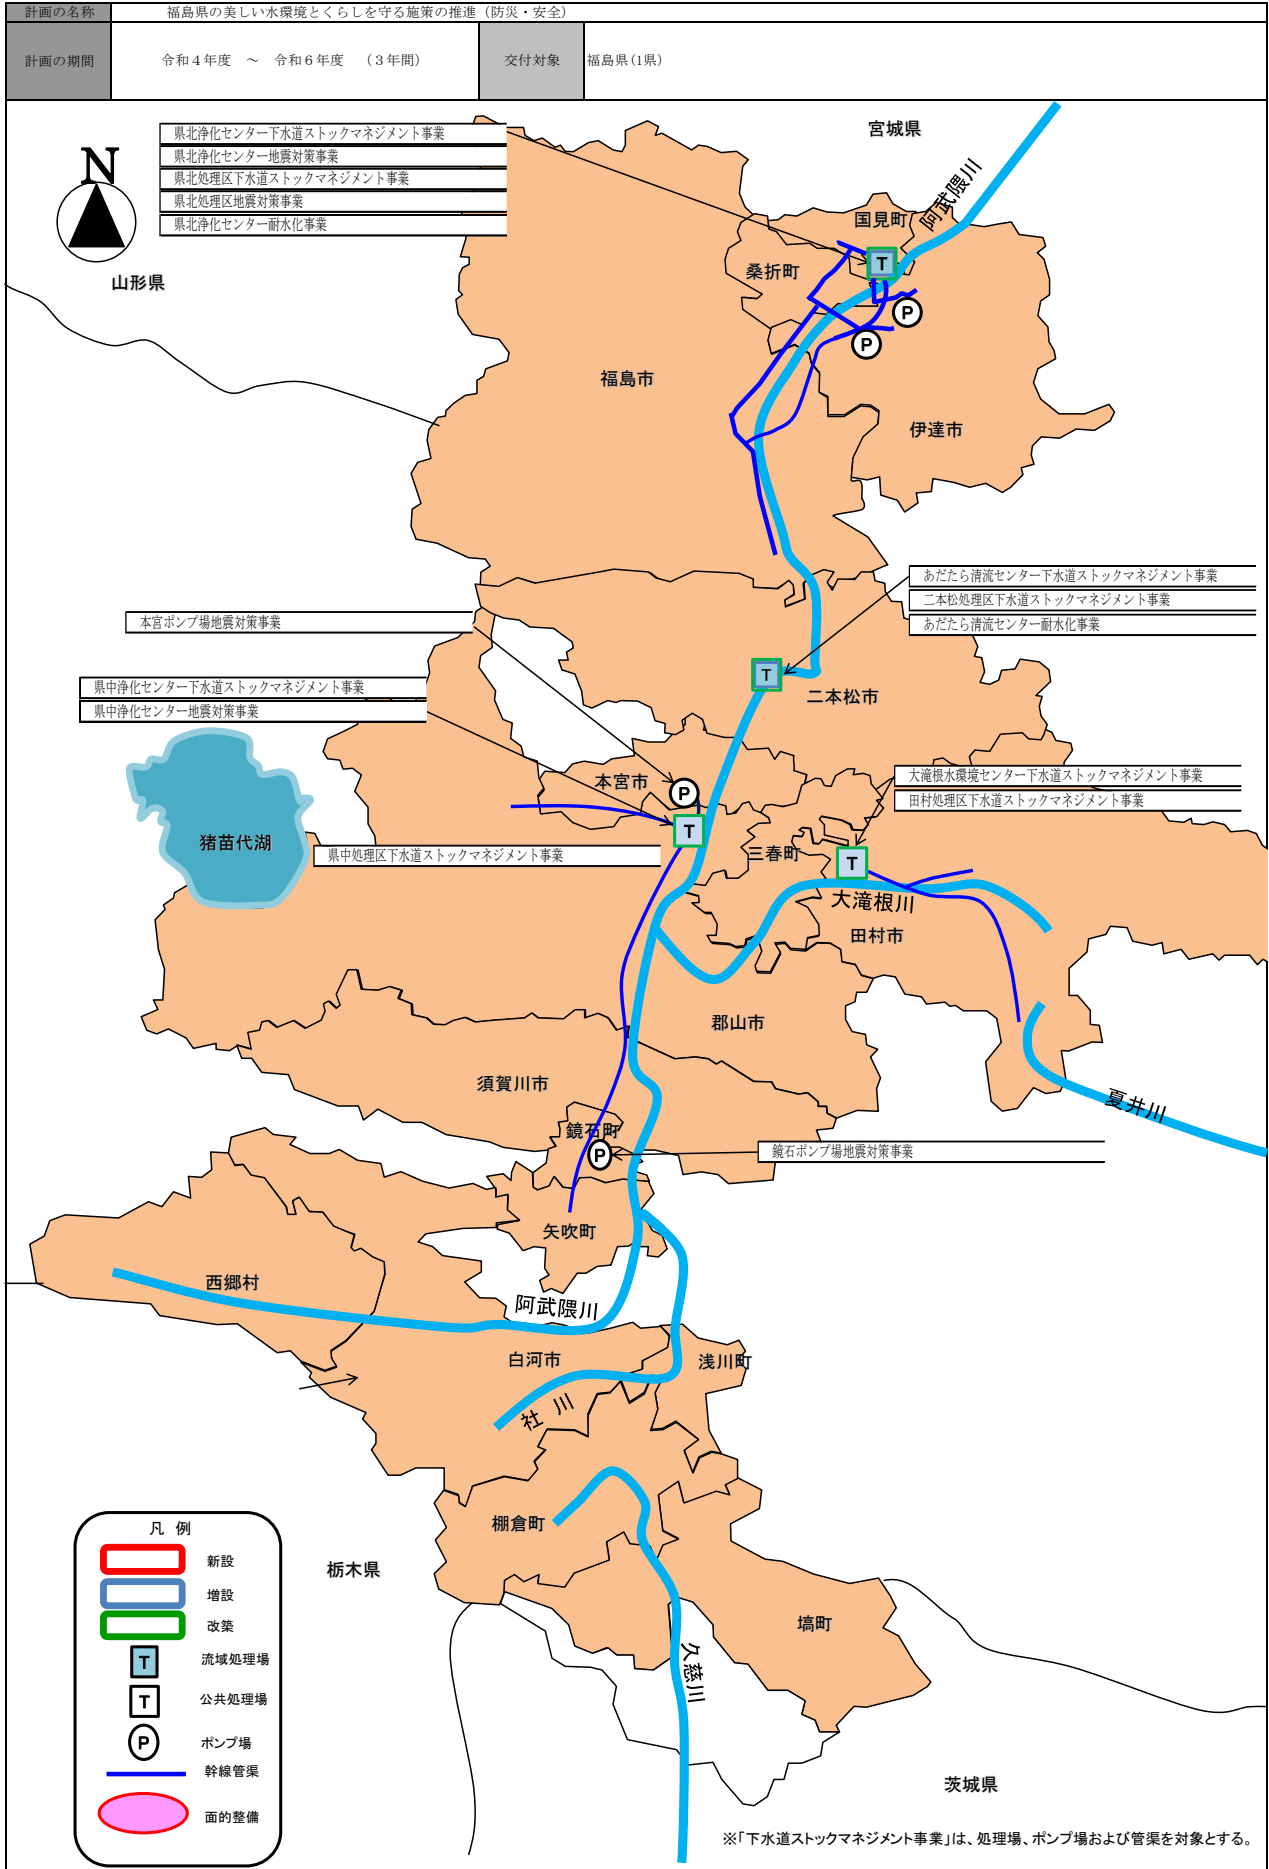 計画の名称
福島県の美しい水環境とくらしを守る施策の推進（防災・安全）
計画の期間
令和４年度　～　令和６年度　（３年間）
交付対象
福島県(1県)
N
県北浄化センター下水道ストックマネジメント事業
県北浄化センター地震対策事業
県北処理区下水道ストックマネジメント事業
県北処理区地震対策事業
県北浄化センター耐水化事業
宮城県
阿武隈川
国見町
T
桑折町
P
P
山形県
福島市
伊達市
あだたら清流センター下水道ストックマネジメント事業
二本松処理区下水道ストックマネジメント事業
あだたら清流センター耐水化事業
本宮ポンプ場地震対策事業
T
二本松市
県中浄化センター下水道ストックマネジメント事業
県中浄化センター地震対策事業
本宮市
P
T
大滝根水環境センター下水道ストックマネジメント事業
田村処理区下水道ストックマネジメント事業
猪苗代湖
県中処理区下水道ストックマネジメント事業
三春町
T
大滝根川
田村市
郡山市
須賀川市
夏井川
鏡石町
P
鏡石ポンプ場地震対策事業
矢吹町
西郷村
阿武隈川
白河市
浅川町
社川
棚倉町
栃木県
塙町
久慈川
茨城県
凡 例
新設
増設
改築
T
流域処理場
T
公共処理場
P
ポンプ場
幹線管渠
面的整備
※「下水道ストックマネジメント事業」は、処理場、ポンプ場および管渠を対象とする。